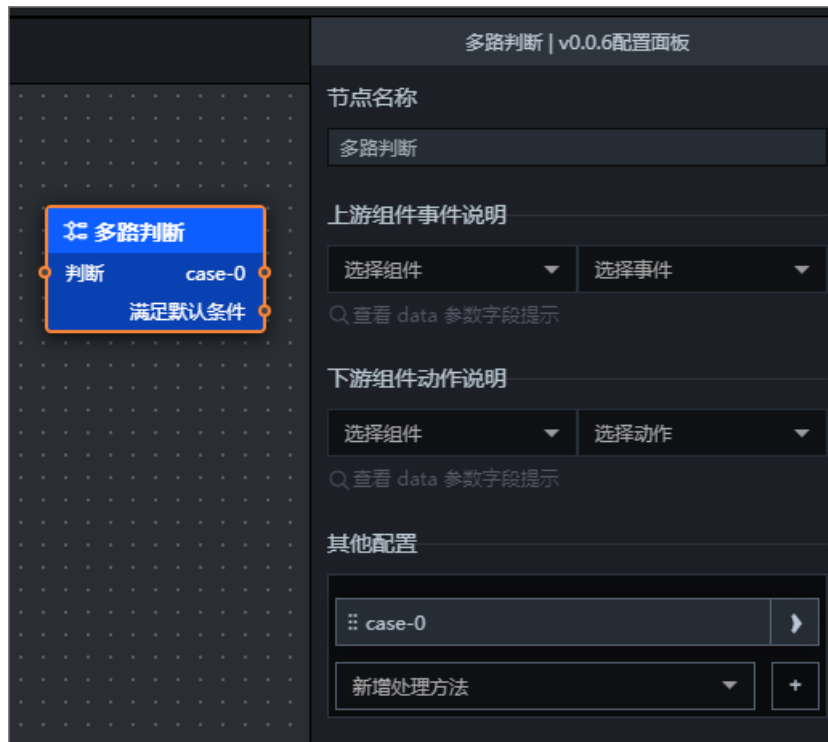 多路判断 | v0.0.6配置面板
节点名称
多路判断
多路判断
判断 case-0
满足默认条件
上游组件事件说明
选择组件 选择事件
查看 data 参数字段提示
下游组件动作说明
选择组件 选择动作
查看 data 参数字段提示
其他配置
case-0
新增处理方法 +